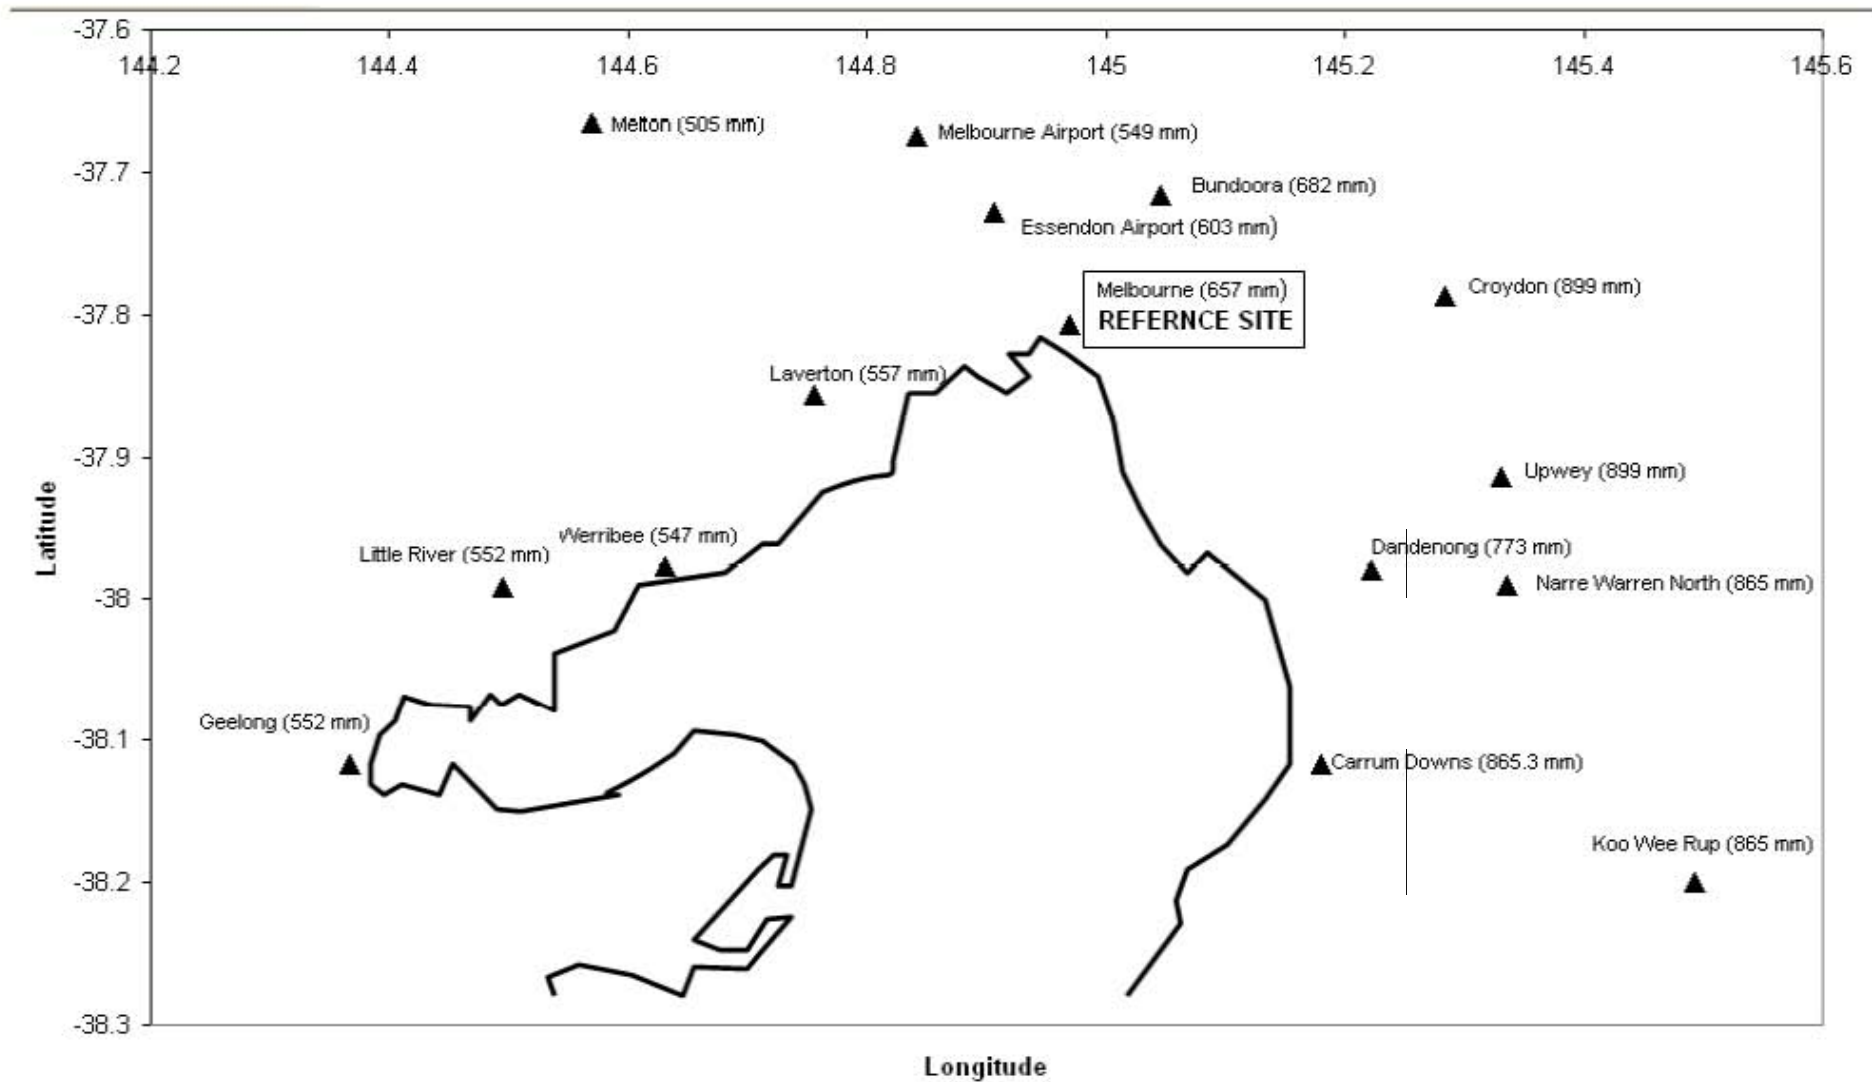 -37.6
144.2 144.4 144.6 144.8 145 145.2 145.4 145.6
Melton (505 mm)
Melbourne Airport (549 mm)
-37.7
Bundoora (682 mm)
Essendon Airport (603 mm)
Croydon (899 mm)
Melbourne (657 mm)
REFERNCE SITE
-37.8
Laverton (557 mm)
-37.9
Upwey (899 mm)
Latitude
Werribee (547 mm)
Little River (552 mm)
Dandenong (773 mm)
Narre Warren North (865 mm)
-38
Geelong (552 mm)
-38.1
Carrum Downs (865.3 mm)
Koo Wee Rup (865 mm)
-38.2
-38.3
Longitude